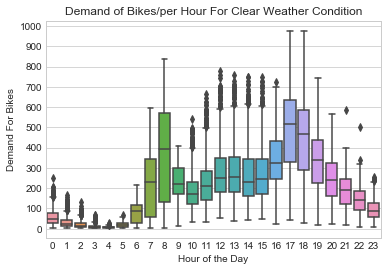 Demand of Bikes/per Hour For Clear Weather Condition
Demand For Bikes
1000
900
800
700
600
500
400
300
200
100
0
0 1 2 3 4 5 6 7 8 9 10 11 12 13 14 15 16 17 18 19 20 21 22 23
Hour of the Day